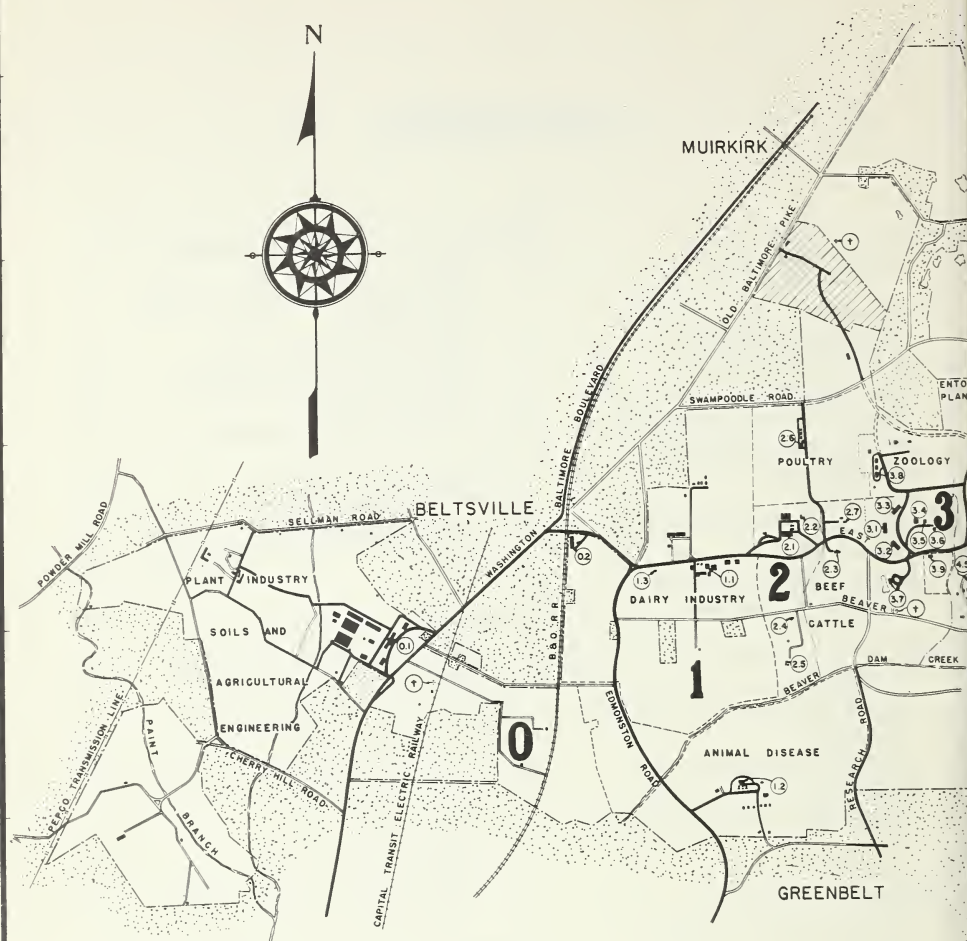 N
MUIRKIRK
OLD BALTIMORE PIKE
WASHINGTON BALTIMORE BOULEVARD
SWAMPOODLE ROAD
ENTO
PLAN
2.6
POULTRY
ZOOLOGY
3.8
BELTSVILLE
SELLMAN ROAD
POWDER MILL ROAD
2.7
2.2
2.1
EAS
3.3
3.4
3
3.1
3.5
3.6
3.2
0.2
1.3
1.1
DAIRY INDUSTRY
2
2.3
BEEF
3.9
4.5
3.7
†
PLANT INDUSTRY
SOILS AND
AGRICULTURAL
ENGINEERING
0.1
†
B & O. R. R.
BEAVER
2.4
CATTLE
2.5
BEAVER
DAM CREEK
1
0
EDMONSTON ROAD
ANIMAL DISEASE
1.2
RESEARCH ROAD
CHERRY HILL ROAD
PEPCO TRANSMISSION LINE
PAINT BRANCH
CAPITAL TRANSIT ELECTRIC RAILWAY
GREENBELT
†